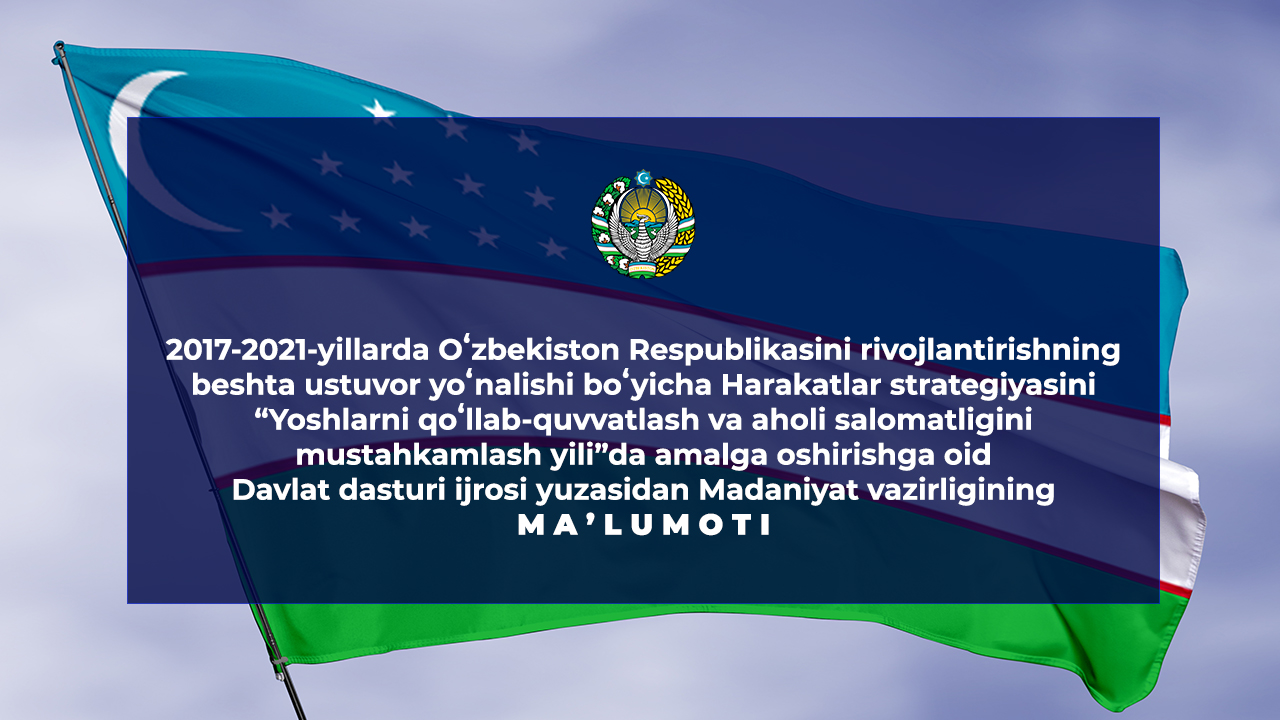 2017-2021-yillarda Oʻzbekiston Respublikasini rivojlantirishning
beshta ustuvor yoʻnalishi boʻyicha Harakatlar strategiyasini
“Yoshlarni qoʻllab-quvvatlash va aholi salomatligini
mustahkamlash yili”da amalga oshirishga oid
Davlat dasturi ijrosi yuzasidan Madaniyat vazirligining
MA’LUMOTI